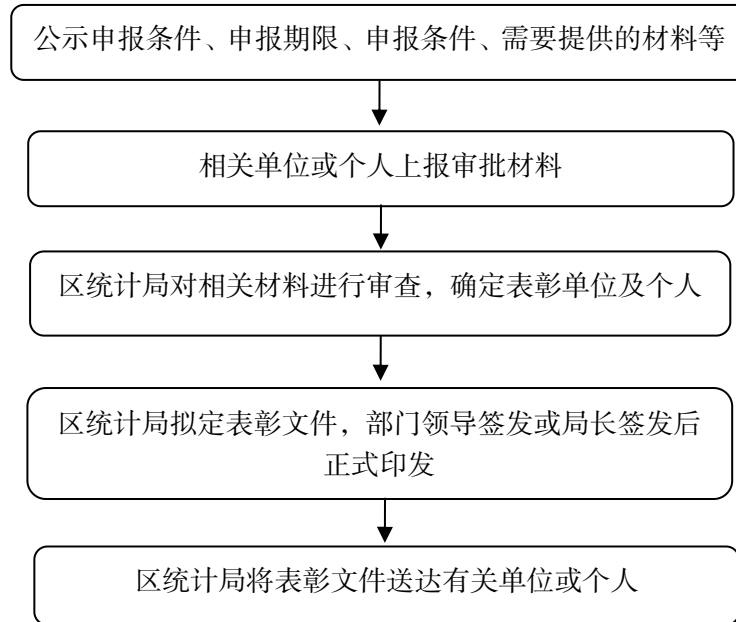 公示申报条件、申报期限、申报条件、需要提供的材料等
相关单位或个人上报审批材料
区统计局对相关材料进行审查，确定表彰单位及个人
区统计局拟定表彰文件，部门领导签发或局长签发后
正式印发
区统计局将表彰文件送达有关单位或个人